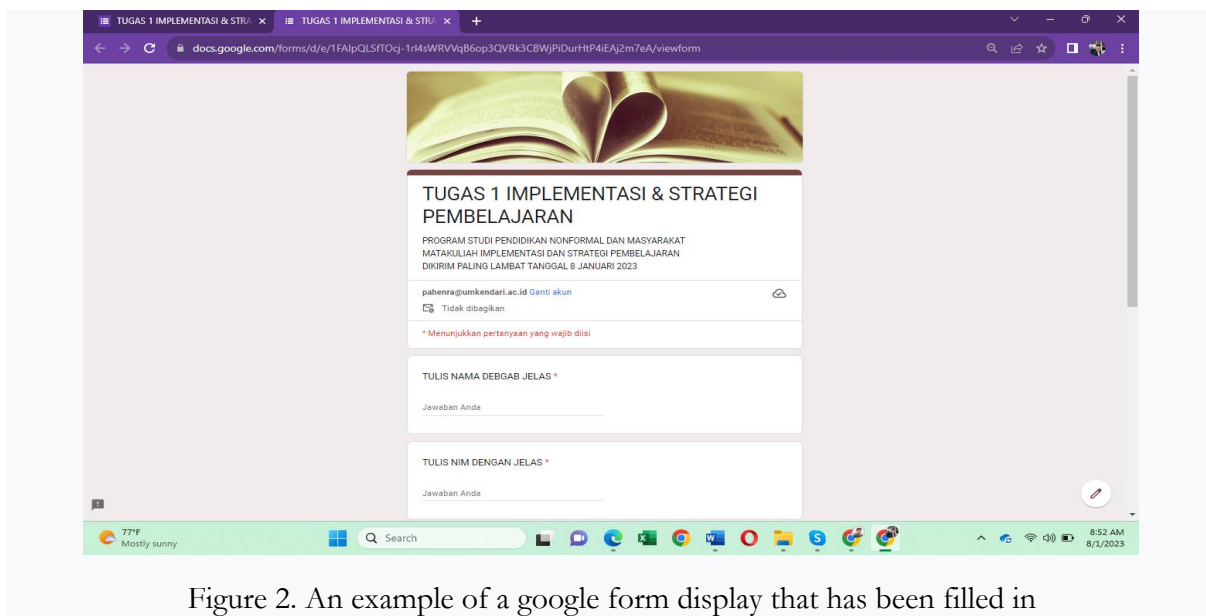 TUGAS 1 IMPLEMENTASI & STRA
TUGAS 1 IMPLEMENTASI & STRA
docs.google.com/forms/d/e/1FAIpQLSfTOcj-1rI4sWRVVqB6op3QVRk3CBWjPiDurHtP4iEAj2m7eA/viewform
TUGAS 1 IMPLEMENTASI & STRATEGI
PEMBELAJARAN
PROGRAM STUDI PENDIDIKAN NONFORMAL DAN MASYARAKAT
MATAKULIAH IMPLEMENTASI DAN STRATEGI PEMBELAJARAN
DIKIRIM PALING LAMBAT TANGGAL 8 JANUARI 2023
pahenra@umkendari.ac.id Ganti akun
Tidak dibagikan
* Menunjukkan pertanyaan yang wajib diisi
TULIS NAMA DEBGAB JELAS *
Jawaban Anda
TULIS NIM DENGAN JELAS *
Jawaban Anda
77°F
Mostly sunny
Search
8:52 AM
8/1/2023
Figure 2. An example of a google form display that has been filled in